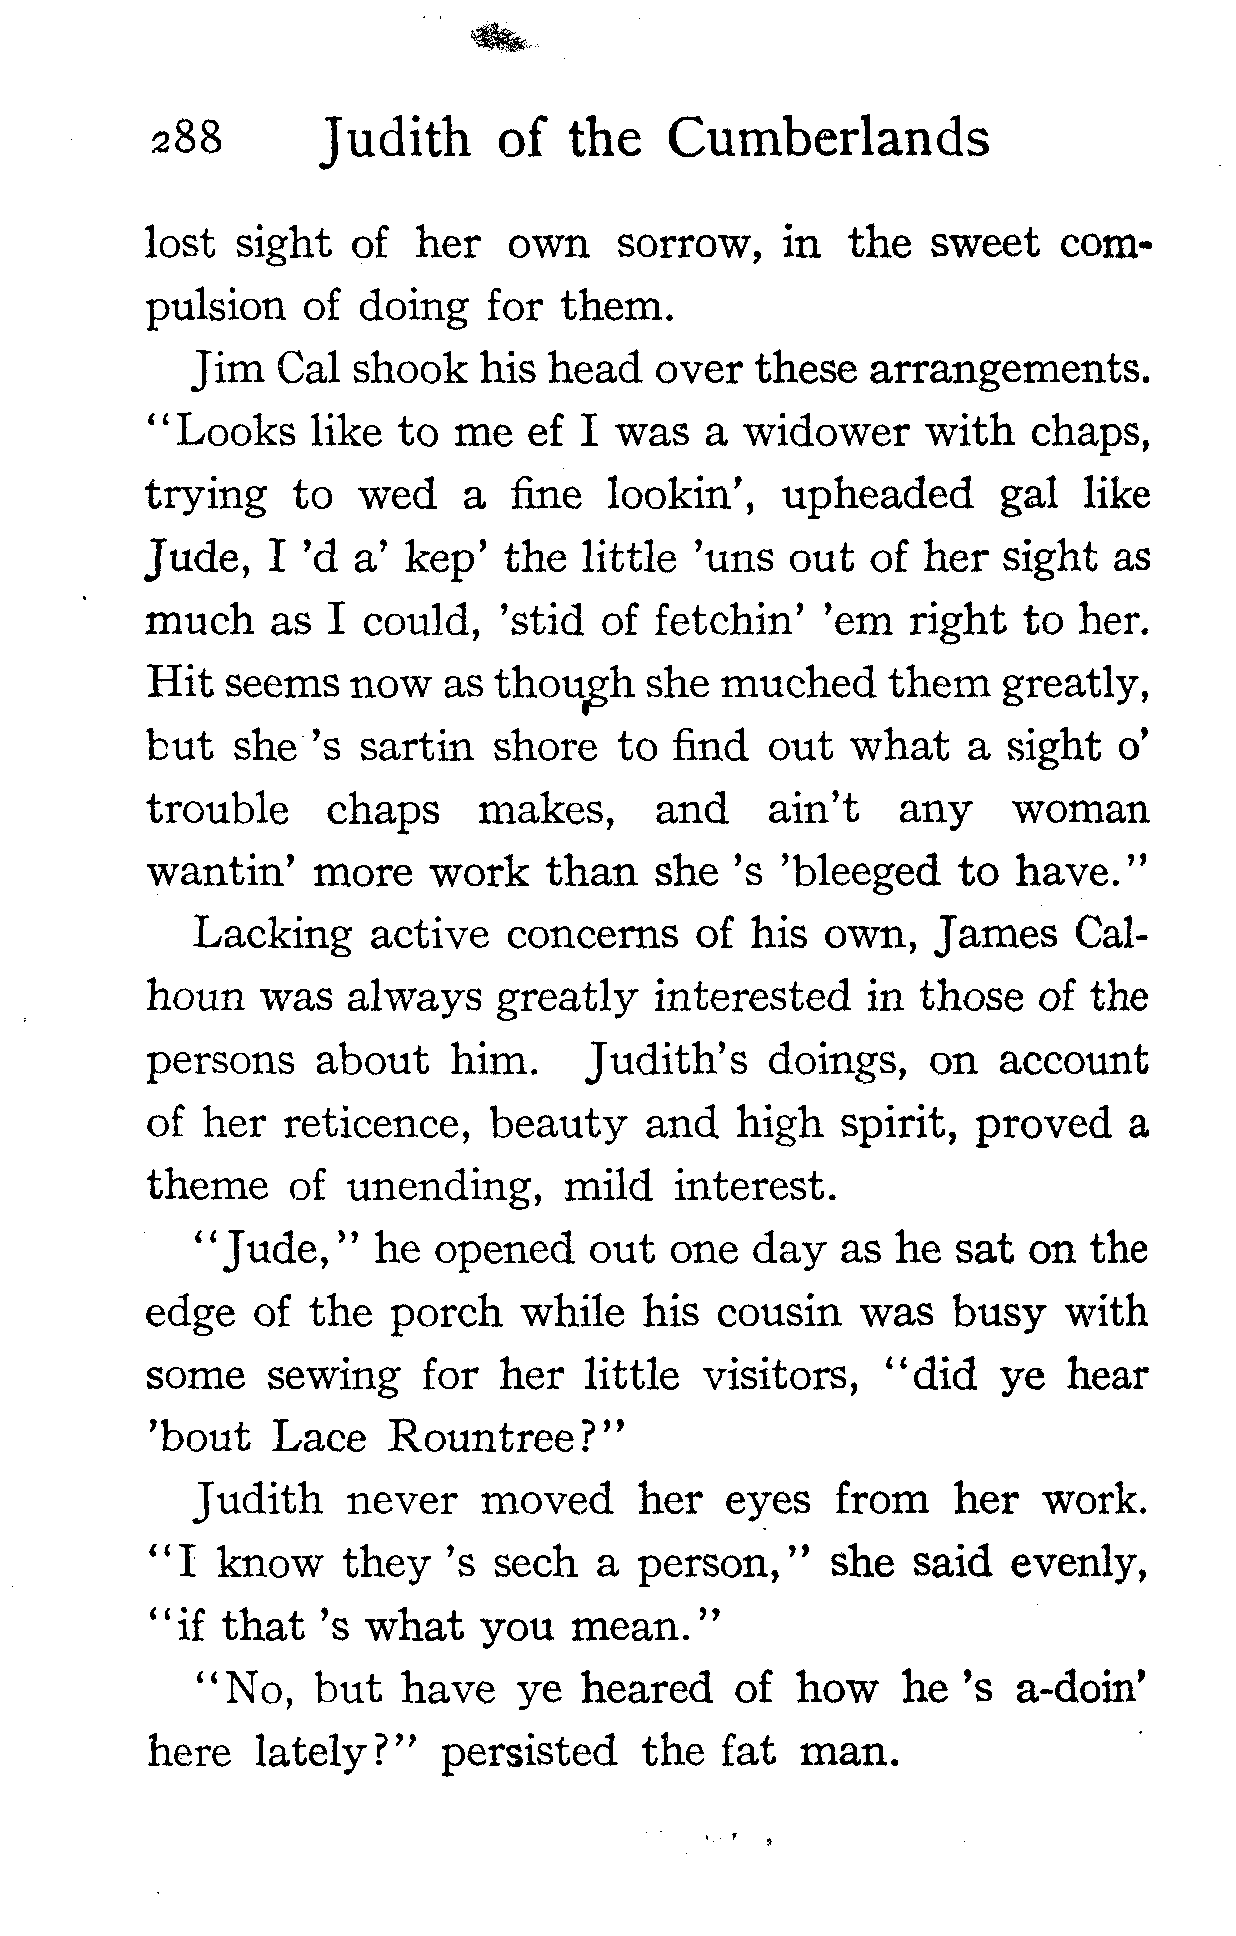 288 Judith of the Cumberlands
lost sight of her own sorrow, in the sweet com-
pulsion of doing for them.
Jim Cal shook his head over these arrangements.
"Looks like to me ef I was a widower with chaps,
trying to wed a fine lookin', upheaded gal like
Jude, I 'd a' kep' the little 'uns out of her sight as
much as I could, 'stid of fetchin' 'em right to her.
Hit seems now as though she muched them greatly,
but she 's sartin shore to find out what a sight o'
trouble chaps makes, and ain't any woman
wantin' more work than she 's 'bleeged to have."
Lacking active concerns of his own, James Cal-
houn was always greatly interested in those of the
persons about him. Judith's doings, on account
of her reticence, beauty and high spirit, proved a
theme of unending, mild interest.
"Jude," he opened out one day as he sat on the
edge of the porch while his cousin was busy with
some sewing for her little visitors, "did ye hear
'bout Lace Rountree?"
Judith never moved her eyes from her work.
"I know they 's sech a person," she said evenly,
"if that 's what you mean."
"No, but have ye heared of how he 's a-doin'
here lately?" persisted the fat man.